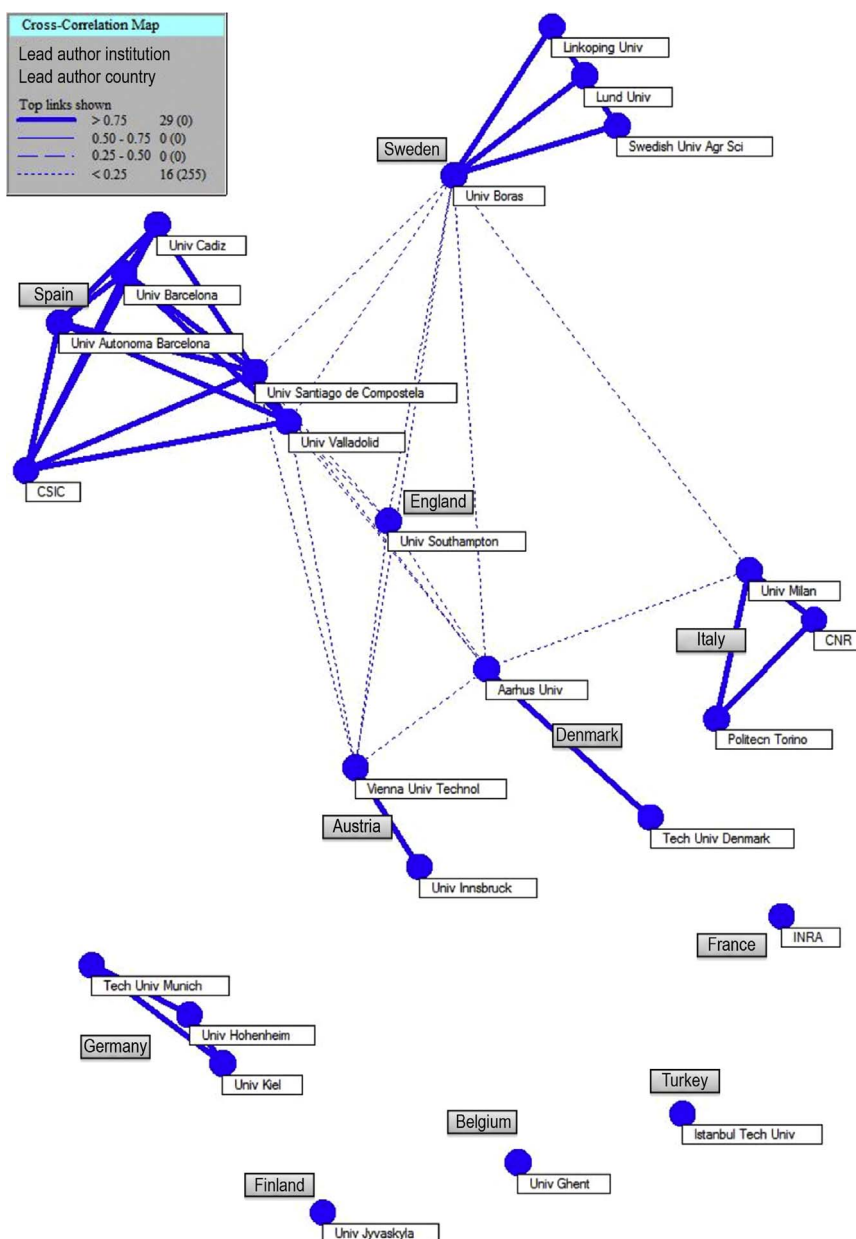 Cross-Correlation Map
Lead author institution
Lead author country
Top links shown
> 0.75 29 (0)
0.50 - 0.75 0 (0)
0.25 - 0.50 0 (0)
< 0.25 16 (255)
Linkoping Univ
Lund Univ
Swedish Univ Agr Sci
Sweden
Univ Boras
Univ Cadiz
Univ Barcelona
Spain
Univ Autonoma Barcelona
Univ Santiago de Compostela
Univ Valladolid
CSIC
England
Univ Southampton
Univ Milan
CNR
Italy
Politecn Torino
Aarhus Univ
Denmark
Vienna Univ Technol
Austria
Tech Univ Denmark
Univ Innsbruck
France
INRA
Tech Univ Munich
Univ Hohenheim
Germany
Univ Kiel
Turkey
Istanbul Tech Univ
Belgium
Univ Ghent
Finland
Univ Jyvaskyla